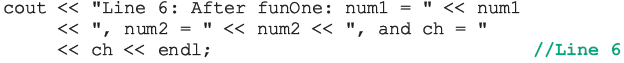 cout << "Line 6: After funOne: num1 = " << num1
     << ", num2 = " << num2 << ", and ch = "
     << ch << endl;                              //Line 6